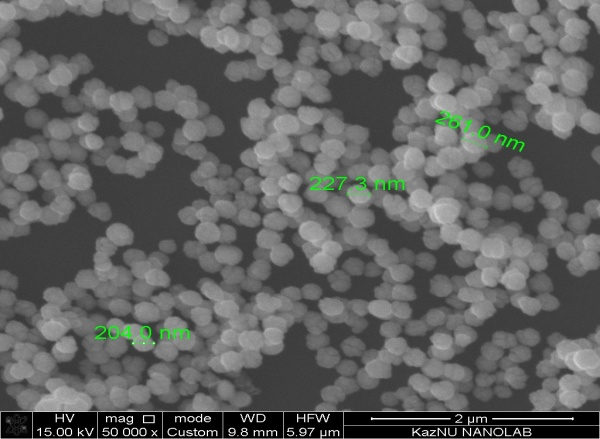 261.0 nm
227.3 nm
204.0 nm
HV mag mode WD HFW 2 µm
15.00 kV 50 000 x Custom 9.8 mm 5.97 µm KazNU NANOLAB